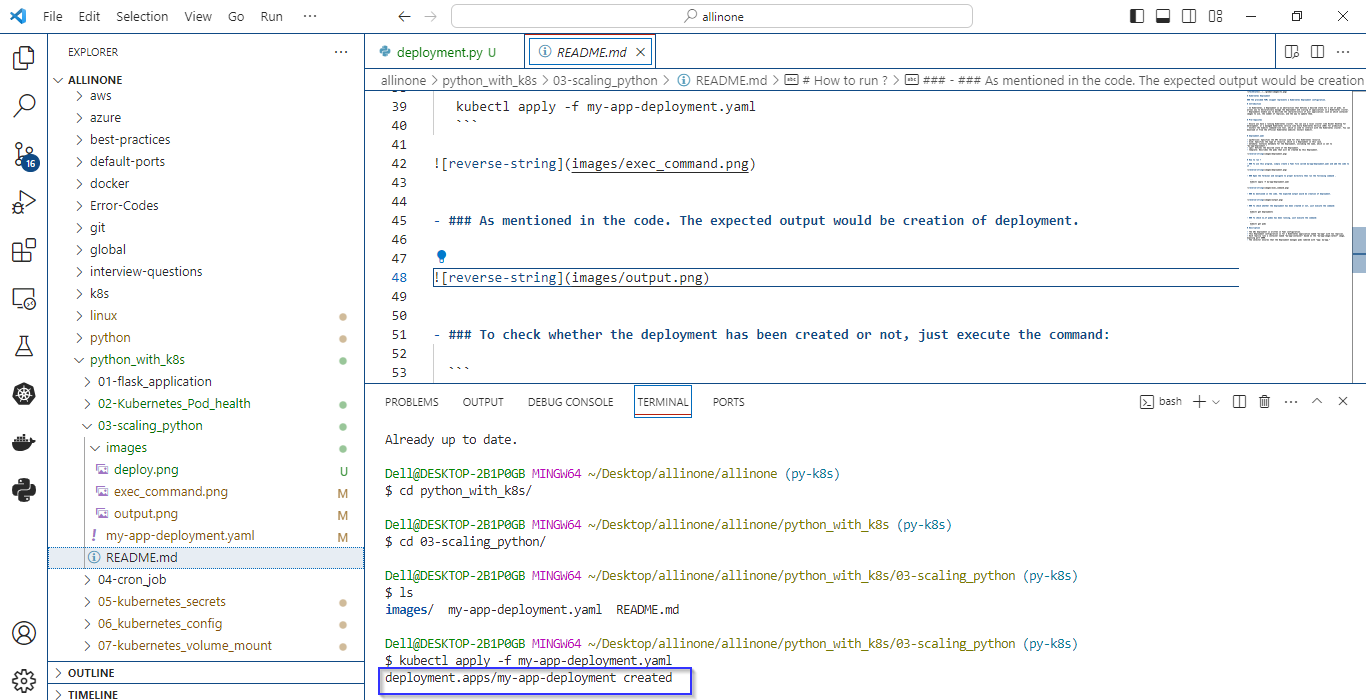 File Edit Selection View Go Run ··· allinone
EXPLORER ···
ALLINONE
aws
azure
best-practices
default-ports
docker
Error-Codes
git
global
interview-questions
k8s
linux
python
python_with_k8s
01-flask_application
02-Kubernetes_Pod_health
03-scaling_python
images
deploy.png U
exec_command.png M
output.png M
! my-app-deployment.yaml M
README.md
04-cron_job
05-kubernetes_secrets
06_kubernetes_config
07-kubernetes_volume_mount
OUTLINE
TIMELINE
16
deployment.py U README.md
allinone > python_with_k8s > 03-scaling_python > README.md > # How to run ? > ### - ### As mentioned in the code. The expected output would be creation
39 kubectl apply -f my-app-deployment.yaml
40 ```
41
42 ![reverse-string](images/exec_command.png)
43
44
45 - ### As mentioned in the code. The expected output would be creation of deployment.
46
47
48 ![reverse-string](images/output.png)
49
50
51 - ### To check whether the deployment has been created or not, just execute the command:
52
53 ```
PROBLEMS OUTPUT DEBUG CONSOLE TERMINAL PORTS bash
Already up to date.
Dell@DESKTOP-2B1P0GB MINGW64 ~/Desktop/allinone/allinone (py-k8s)
$ cd python_with_k8s/
Dell@DESKTOP-2B1P0GB MINGW64 ~/Desktop/allinone/allinone/python_with_k8s (py-k8s)
$ cd 03-scaling_python/
Dell@DESKTOP-2B1P0GB MINGW64 ~/Desktop/allinone/allinone/python_with_k8s/03-scaling_python (py-k8s)
$ ls
images/ my-app-deployment.yaml README.md
Dell@DESKTOP-2B1P0GB MINGW64 ~/Desktop/allinone/allinone/python_with_k8s/03-scaling_python (py-k8s)
$ kubectl apply -f my-app-deployment.yaml
deployment.apps/my-app-deployment created